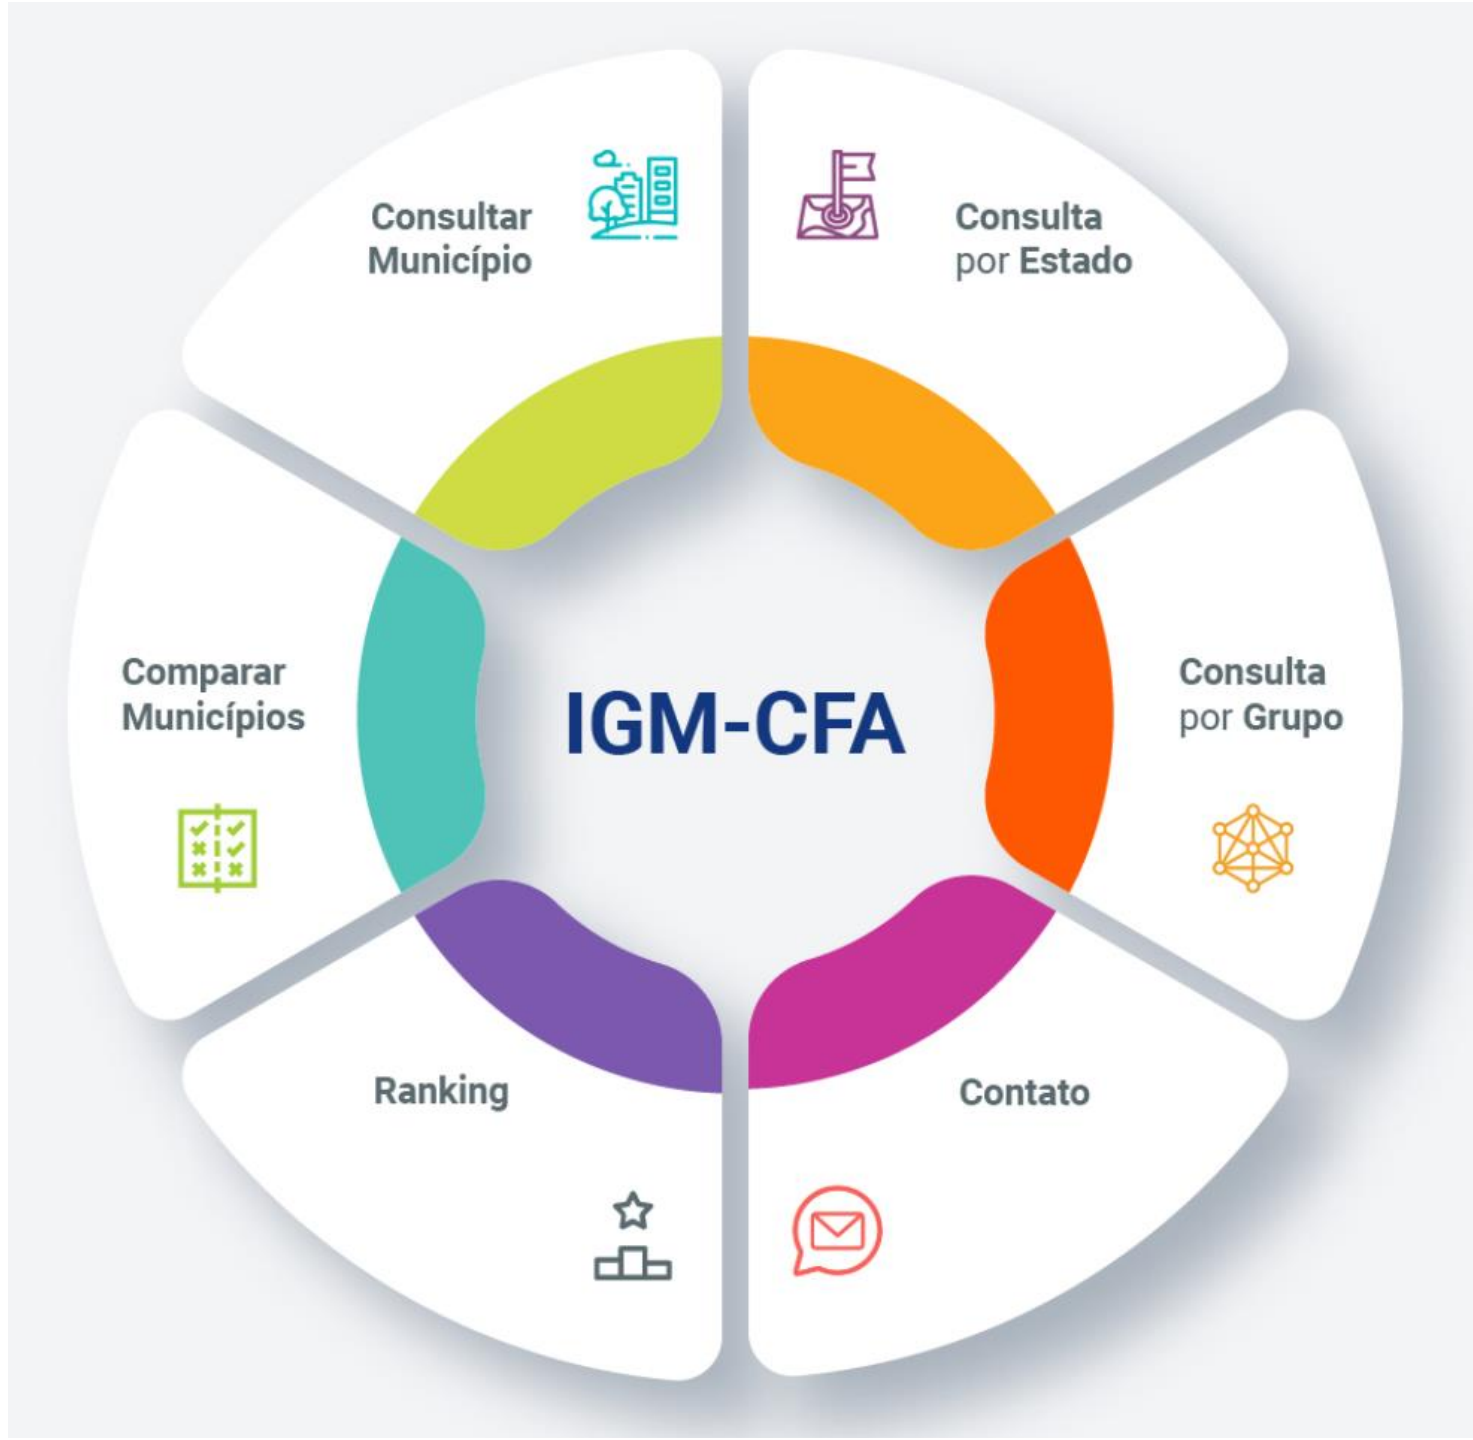 Consultar
Município
Consulta
por Estado
Comparar
Municípios
IGM-CFA
Consulta
por Grupo
Ranking
Contato